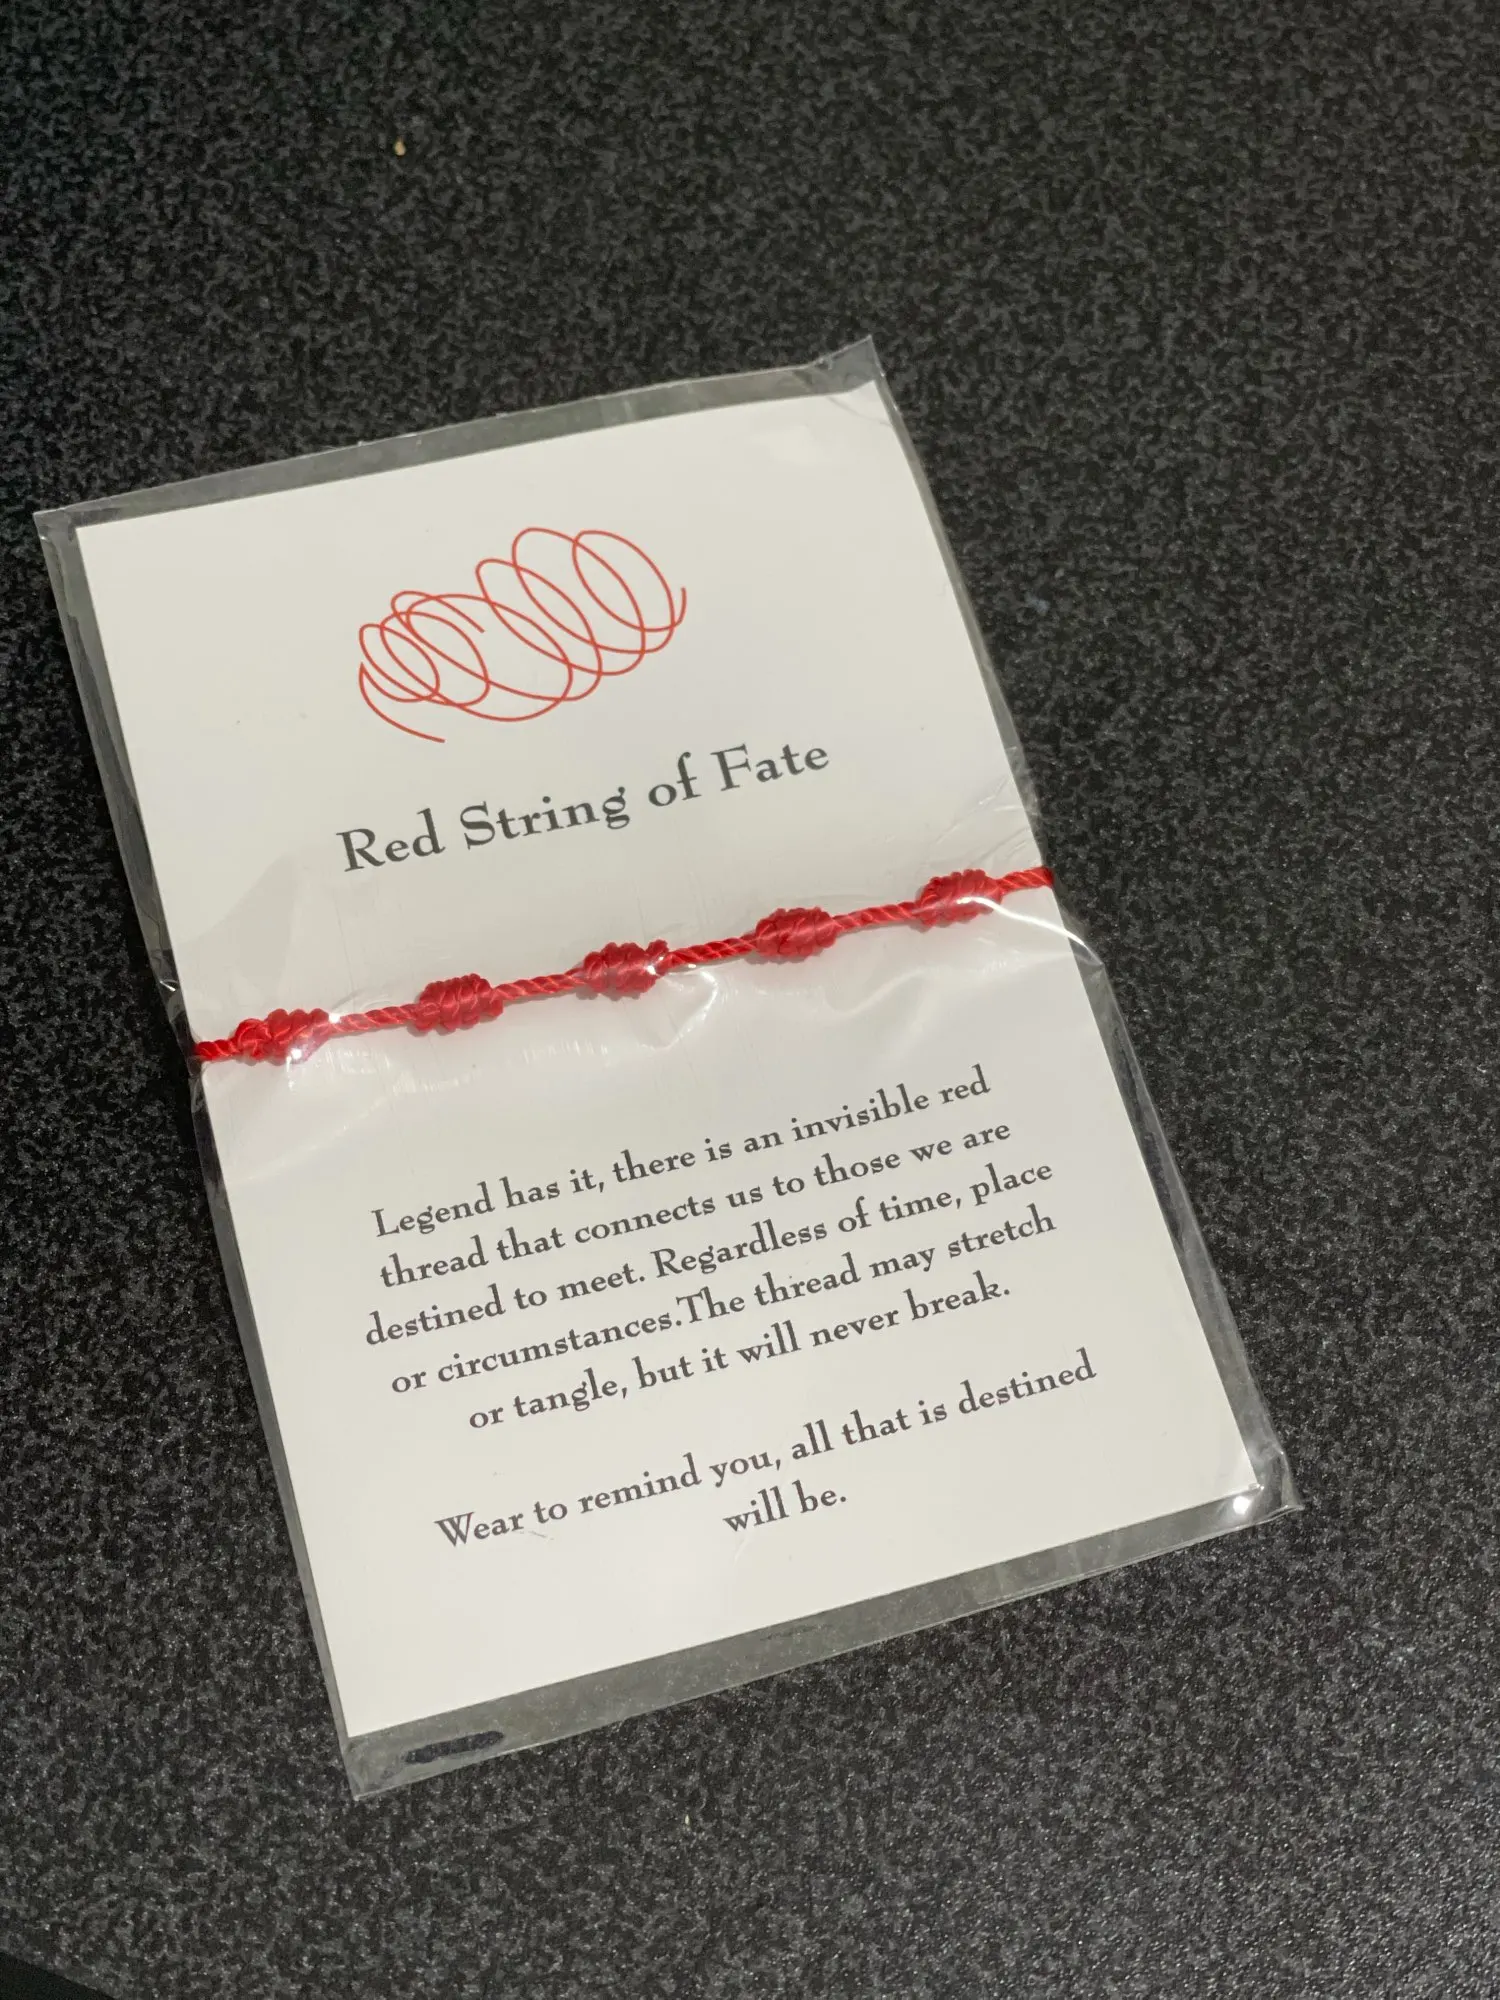 Red String of Fate
Legend has it, there is an invisible red
thread that connects us to those we are
destined to meet. Regardless of time, place
or circumstances.The thread may stretch
or tangle, but it will never break.
Wear to remind you, all that is destined
will be.